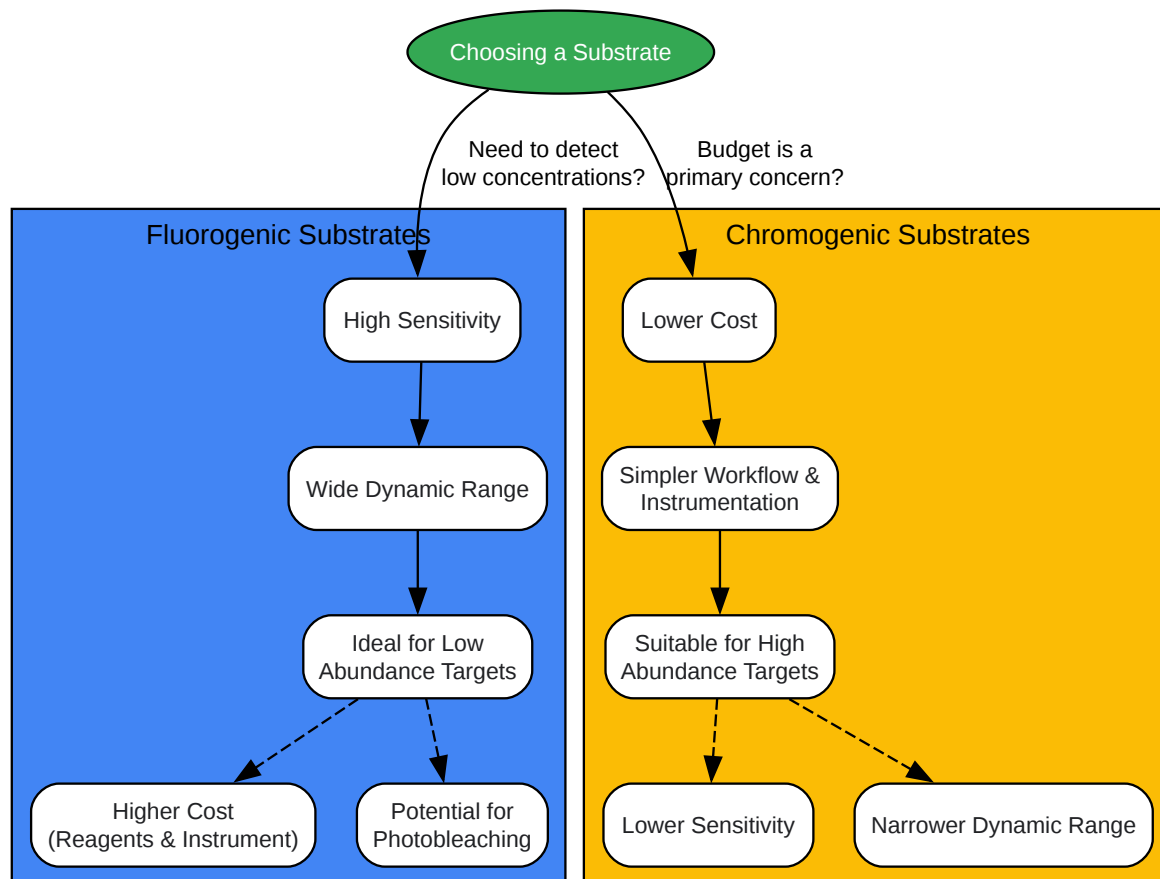 Choosing a Substrate
Need to detect
low concentrations?
Budget is a
primary concern?
Fluorogenic Substrates
High Sensitivity
Wide Dynamic Range
Ideal for Low
Abundance Targets
Higher Cost
(Reagents & Instrument)
Potential for
Photobleaching
Chromogenic Substrates
Lower Cost
Simpler Workflow &
Instrumentation
Suitable for High
Abundance Targets
Lower Sensitivity
Narrower Dynamic Range